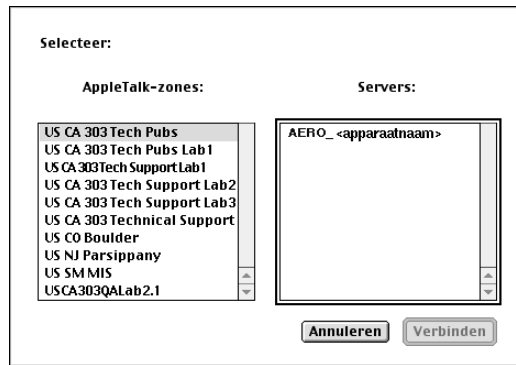 Selecteer:
AppleTalk-zones:
US CA 303 Tech Pubs
US CA 303 Tech Pubs Lab1
US CA 303Tech Support Lab1
US CA 303 Tech Support Lab2
US CA 303 Tech Support Lab3
US CA 303 Technical Support
US CO Boulder
US NJ Parsippany
US SM MIS
USCA303QALab2.1
Servers:
AERO_ <apparaatnaam>
Annuleren
Verbinden